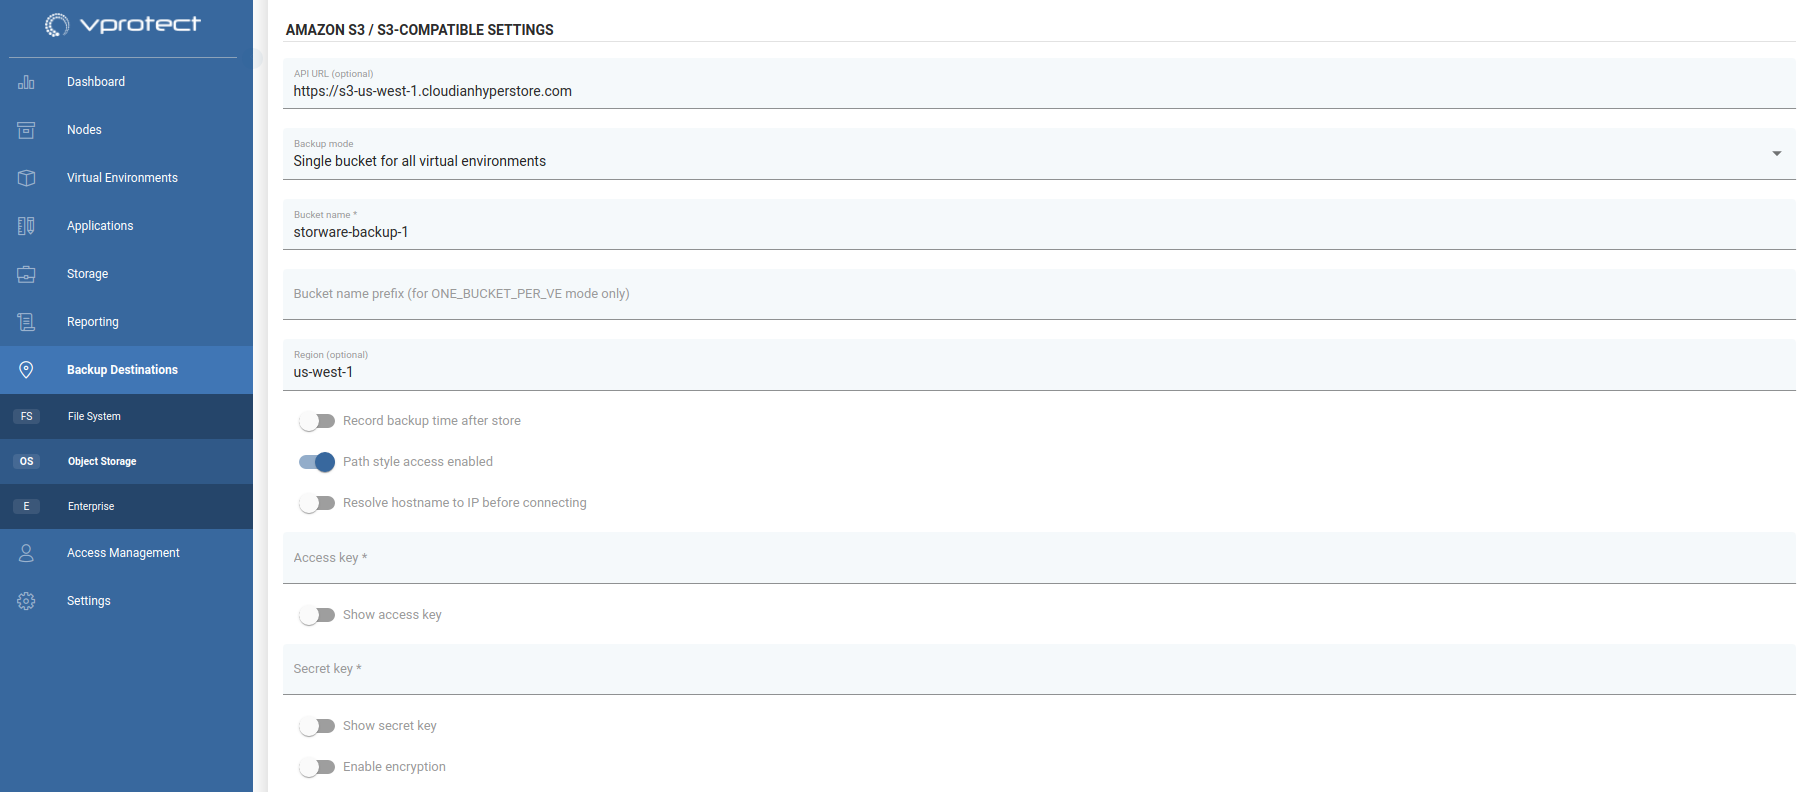 vprotect
Dashboard
Nodes
Virtual Environments
Applications
Storage
Reporting
Backup Destinations
FS File System
OS Object Storage
E Enterprise
Access Management
Settings
AMAZON S3 / S3-COMPATIBLE SETTINGS
API URL (optional)
https://s3-us-west-1.cloudianhyperstore.com
Backup mode
Single bucket for all virtual environments
Bucket name *
storware-backup-1
Bucket name prefix (for ONE_BUCKET_PER_VE mode only)
Region (optional)
us-west-1
Record backup time after store
Path style access enabled
Resolve hostname to IP before connecting
Access key *
Show access key
Secret key *
Show secret key
Enable encryption